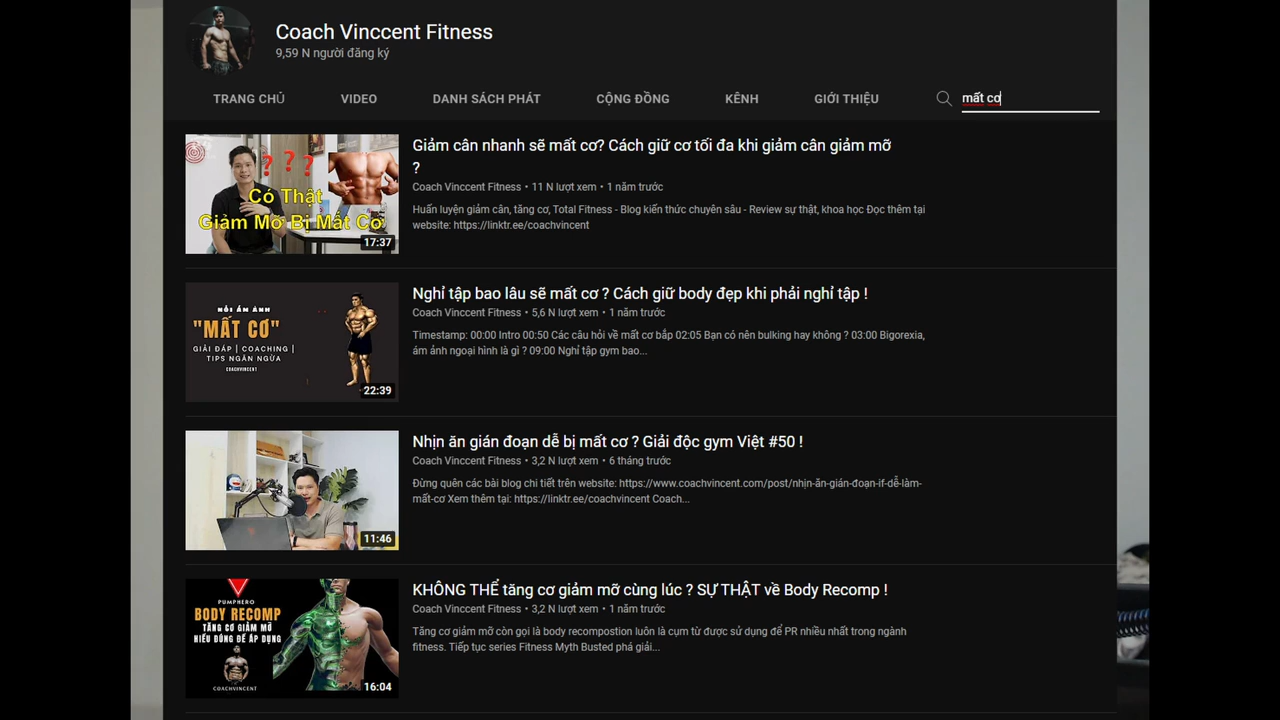 Coach Vinccent Fitness
9,59 N người đăng ký
TRANG CHỦ VIDEO DANH SÁCH PHÁT CỘNG ĐỒNG KÊNH GIỚI THIỆU mất cơ
? ? ?
Có Thật
Giảm Mỡ Bị Mất Cơ
17:37
Giảm cân nhanh sẽ mất cơ? Cách giữ cơ tối đa khi giảm cân giảm mỡ
?
Coach Vinccent Fitness • 11 N lượt xem • 1 năm trước
Huấn luyện giảm cân, tăng cơ, Total Fitness - Blog kiến thức chuyên sâu - Review sự thật, khoa học Đọc thêm tại
website: https://linktr.ee/coachvincent
NỖI ÁM ẢNH
"MẤT CƠ"
GIẢI ĐÁP | COACHING |
TIPS NGĂN NGỪA
COACHVINCENT
22:39
Nghỉ tập bao lâu sẽ mất cơ ? Cách giữ body đẹp khi phải nghỉ tập !
Coach Vinccent Fitness • 5,6 N lượt xem • 1 năm trước
Timestamp: 00:00 Intro 00:50 Các câu hỏi về mất cơ bắp 02:05 Bạn có nên bulking hay không ? 03:00 Bigorexia,
ám ảnh ngoại hình là gì ? 09:00 Nghỉ tập gym bao...
11:46
Nhịn ăn gián đoạn dễ bị mất cơ ? Giải độc gym Việt #50 !
Coach Vinccent Fitness • 3,2 N lượt xem • 6 tháng trước
Đừng quên các bài blog chi tiết trên website: https://www.coachvincent.com/post/nhịn-ăn-gián-đoạn-if-dễ-làm-
mất-cơ Xem thêm tại: https://linktr.ee/coachvincent Coach...
PUMPHERO
BODY RECOMP
TĂNG CƠ GIẢM MỠ
HIỂU ĐÚNG ĐỂ ÁP DỤNG
COACHVINCENT
16:04
KHÔNG THỂ tăng cơ giảm mỡ cùng lúc ? SỰ THẬT về Body Recomp !
Coach Vinccent Fitness • 3,2 N lượt xem • 1 năm trước
Tăng cơ giảm mỡ còn gọi là body recompostion luôn là cụm từ được sử dụng để PR nhiều nhất trong ngành
fitness. Tiếp tục series Fitness Myth Busted phá giải...